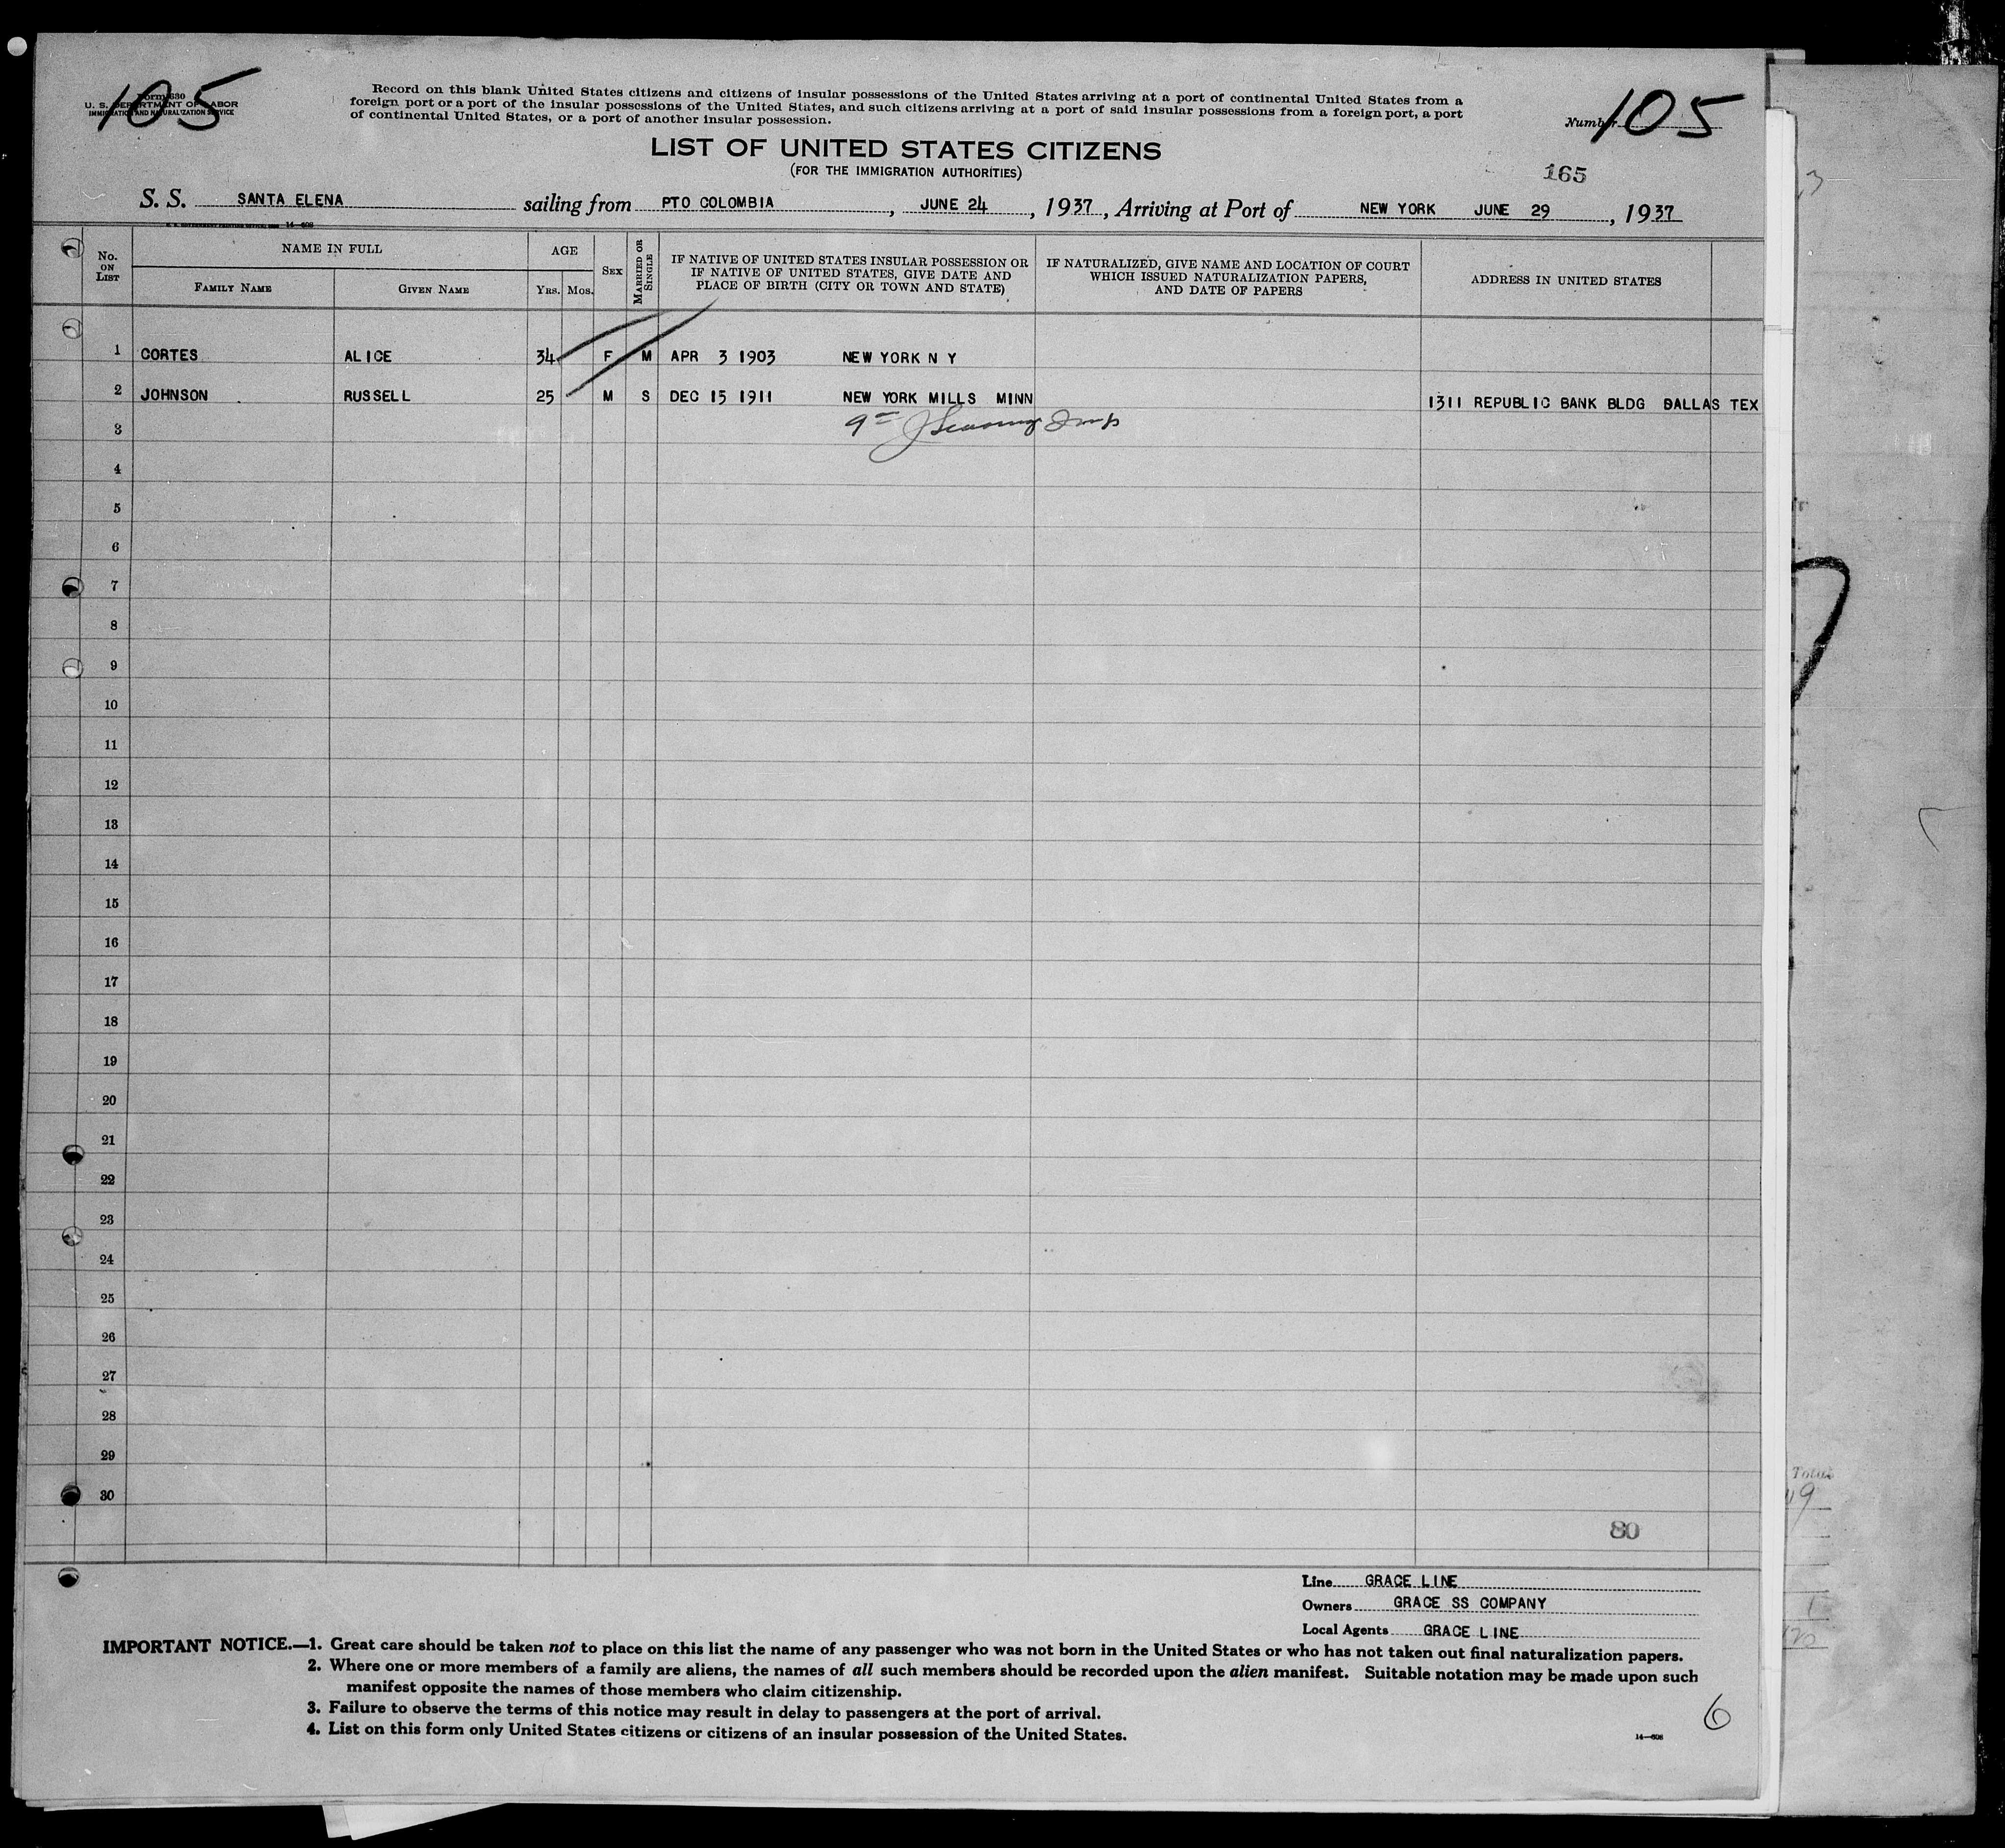 105
Form 630
U. S. DEPARTMENT OF LABOR
IMMIGRATION AND NATURALIZATION SERVICE
Record on this blank United States citizens and citizens of insular possessions of the United States arriving at a port of continental United States from a
foreign port or a port of the insular possessions of the United States, and such citizens arriving at a port of said insular possessions from a foreign port, a port
of continental United States, or a port of another insular possession.
Number 105
LIST OF UNITED STATES CITIZENS
(FOR THE IMMIGRATION AUTHORITIES)
165
S. S. SANTA ELENA sailing from PTO COLOMBIA, JUNE 24, 1937, Arriving at Port of NEW YORK JUNE 29, 1937
No. ON LIST
NAME IN FULL
FAMILY NAME
GIVEN NAME
AGE
YRS. MOS.
SEX
MARRIED OR SINGLE
IF NATIVE OF UNITED STATES INSULAR POSSESSION OR
IF NATIVE OF UNITED STATES, GIVE DATE AND
PLACE OF BIRTH (CITY OR TOWN AND STATE)
IF NATURALIZED, GIVE NAME AND LOCATION OF COURT
WHICH ISSUED NATURALIZATION PAPERS,
AND DATE OF PAPERS
ADDRESS IN UNITED STATES
1 CORTES ALICE 34 F M APR 3 1903 NEW YORK N Y
2 JOHNSON RUSSELL 25 M S DEC 15 1911 NEW YORK MILLS MINN 1311 REPUBLIC BANK BLDG DALLAS TEX
3
4
5
6
7
8
9
10
11
12
13
14
15
16
17
18
19
20
21
22
23
24
25
26
27
28
29
30
80
Line GRACE LINE
Owners GRACE SS COMPANY
Local Agents GRACE LINE
IMPORTANT NOTICE.—1. Great care should be taken not to place on this list the name of any passenger who was not born in the United States or who has not taken out final naturalization papers.
2. Where one or more members of a family are aliens, the names of all such members should be recorded upon the alien manifest. Suitable notation may be made upon such
manifest opposite the names of those members who claim citizenship.
3. Failure to observe the terms of this notice may result in delay to passengers at the port of arrival.
4. List on this form only United States citizens or citizens of an insular possession of the United States.
6
14—608